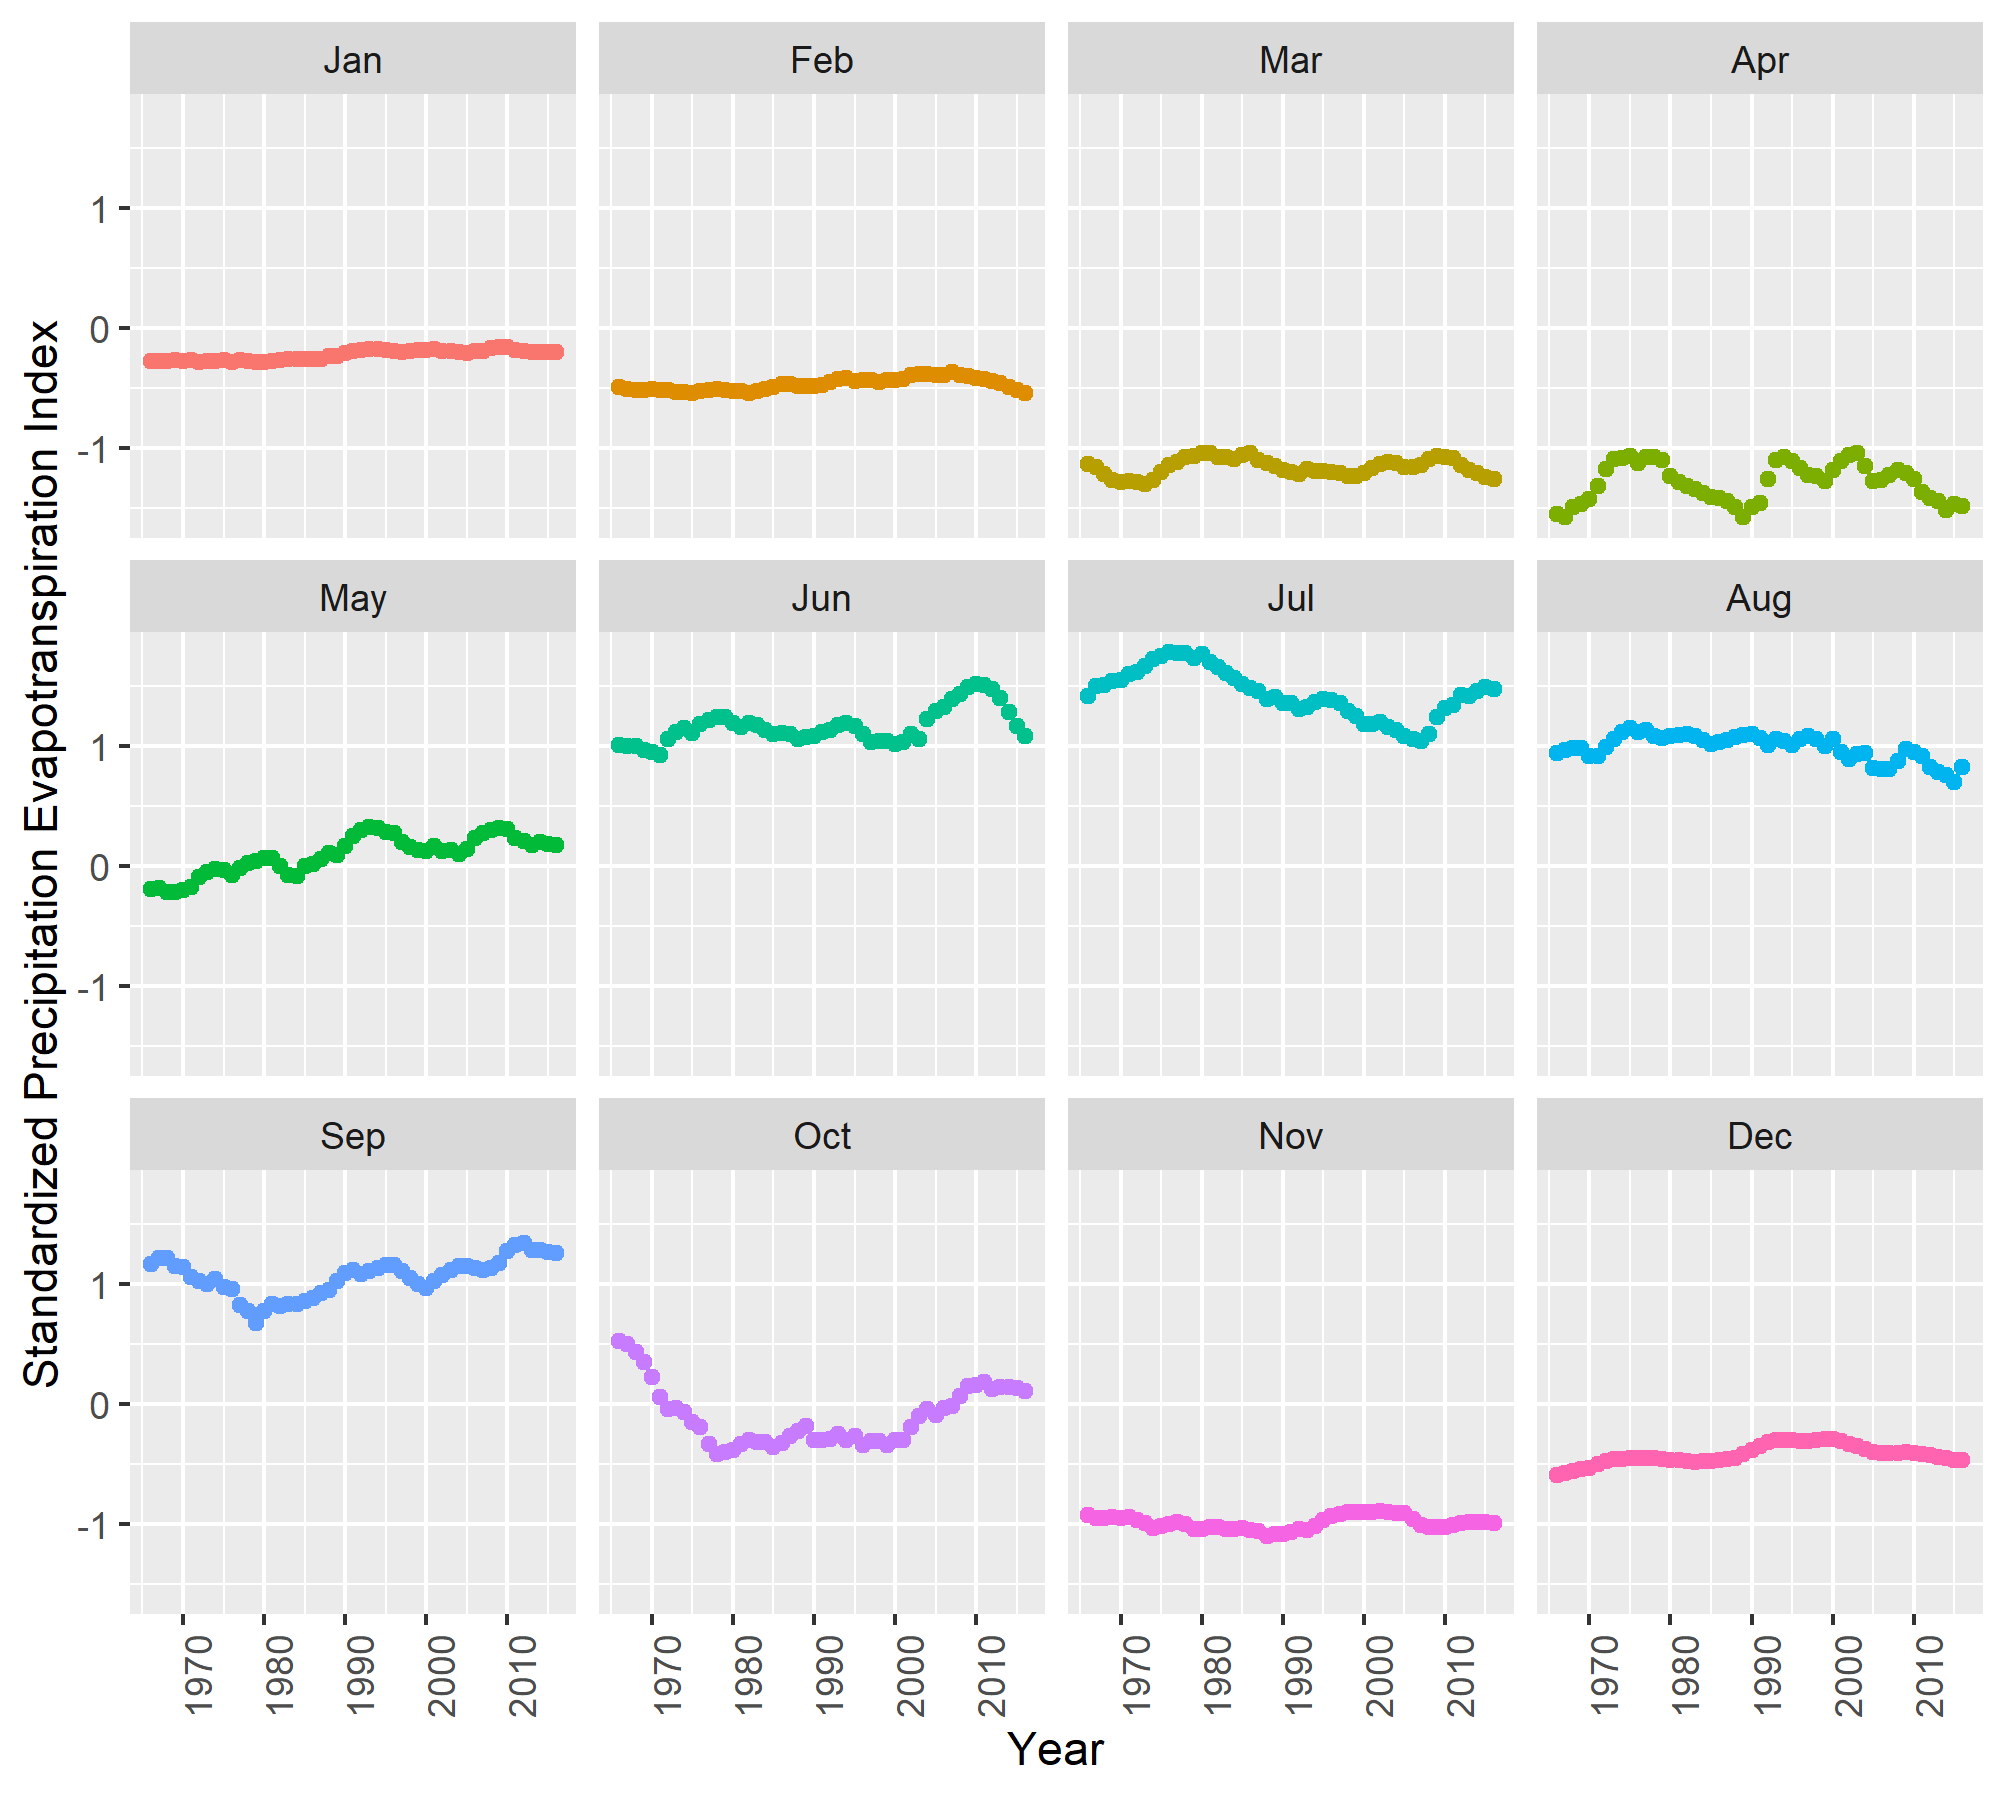 Jan Feb Mar Apr
1
0
-1
May Jun Jul Aug
1
0
-1
Sep Oct Nov Dec
1
0
-1
1970 1980 1990 2000 2010 1970 1980 1990 2000 2010 1970 1980 1990 2000 2010 1970 1980 1990 2000 2010
Year
Standardized Precipitation Evapotranspiration Index